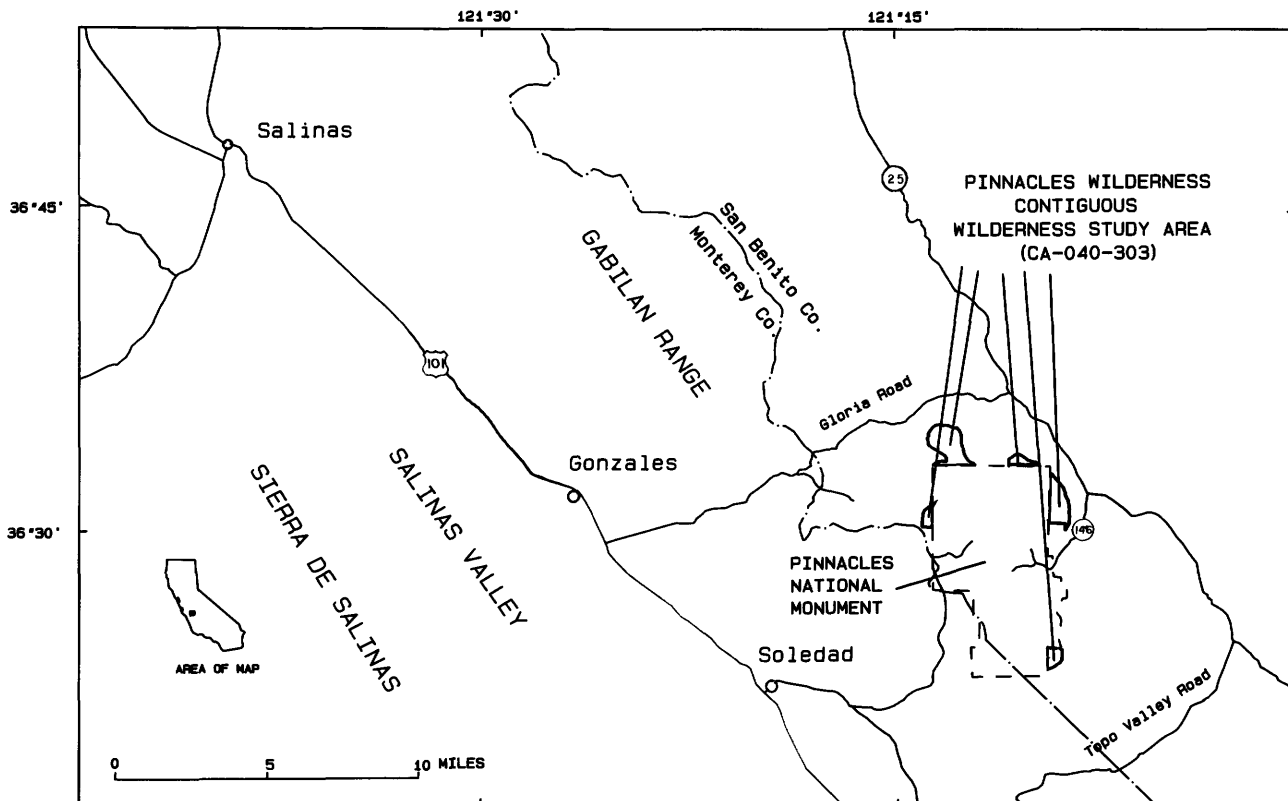 121°30'
121°15'
Salinas
25
PINNACLES WILDERNESS
CONTIGUOUS
WILDERNESS STUDY AREA
(CA-040-303)
36°45'
San Benito Co.
Monterey Co.
GABILAN RANGE
101
Gloria Road
Gonzales
SALINAS VALLEY
SIERRA DE SALINAS
36°30'
146
PINNACLES
NATIONAL
MONUMENT
AREA OF MAP
Soledad
Topo Valley Road
0 5 10 MILES